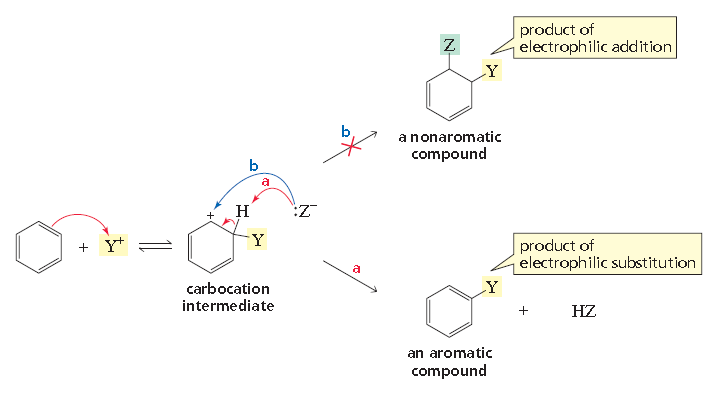 Z
Y
product of
electrophilic addition
a nonaromatic
compound
b
b
a
+ Y⁺
+
H
:Z⁻
Y
carbocation
intermediate
a
product of
electrophilic substitution
Y
+ HZ
an aromatic
compound